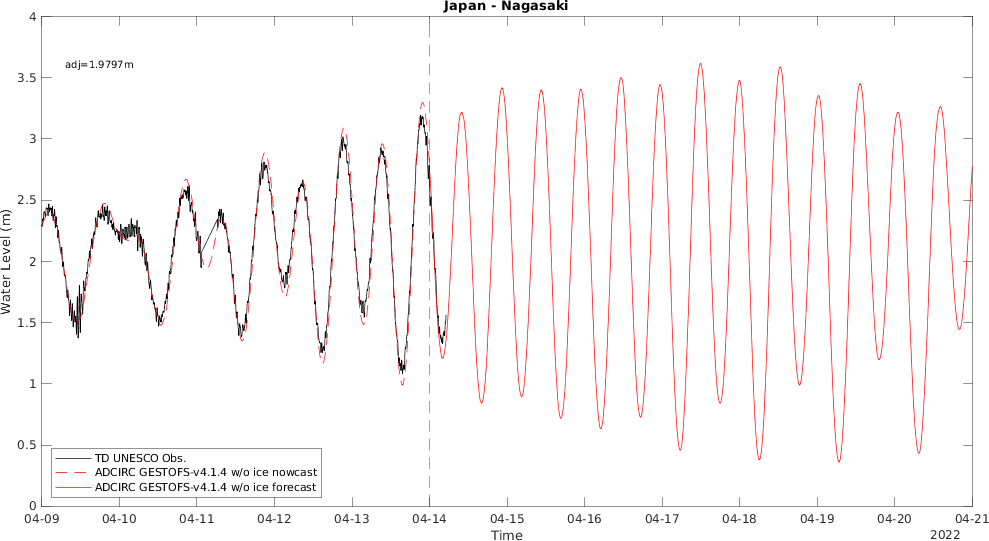 Japan - Nagasaki
4
3.5
3
2.5
2
1.5
1
0.5
0
Water Level (m)
adj=1.9797m
TD UNESCO Obs.
ADCIRC GESTOFS-v4.1.4 w/o ice nowcast
ADCIRC GESTOFS-v4.1.4 w/o ice forecast
04-09 04-10 04-11 04-12 04-13 04-14 04-15 04-16 04-17 04-18 04-19 04-20 04-21
Time
2022